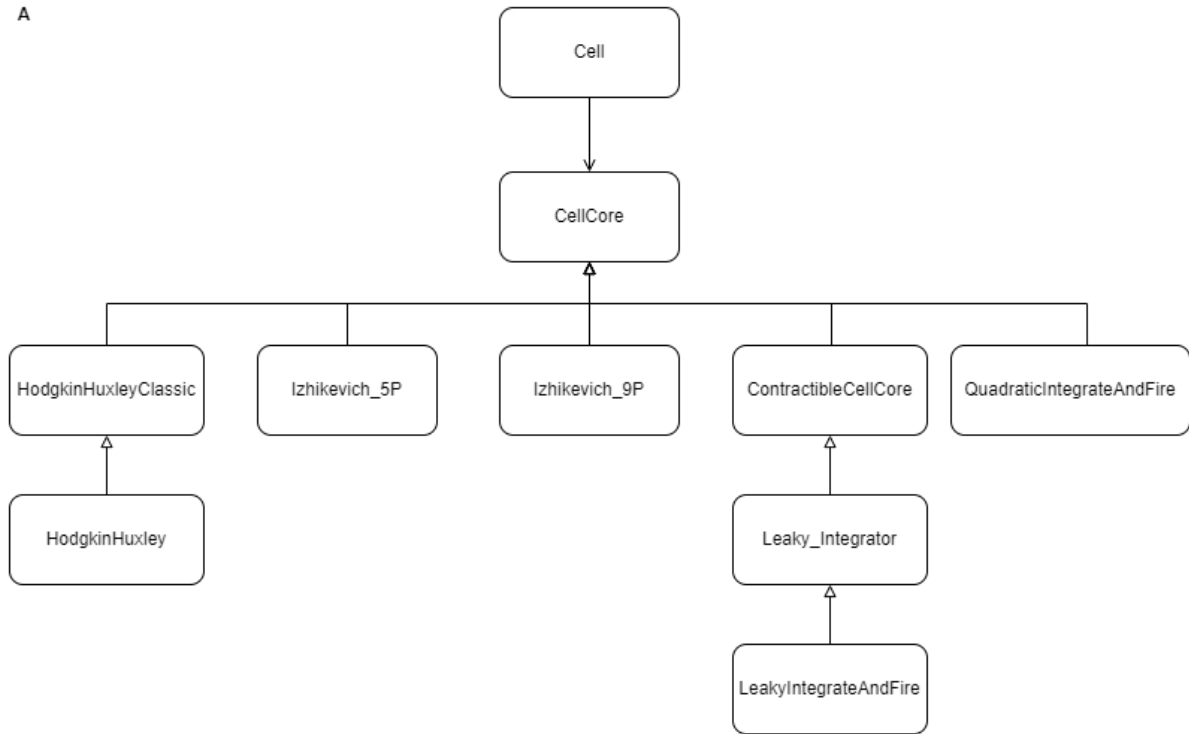 A
Cell
CellCore
HodgkinHuxleyClassic
Izhikevich_5P
Izhikevich_9P
ContractibleCellCore
QuadraticIntegrateAndFire
HodgkinHuxley
Leaky_Integrator
LeakyIntegrateAndFire